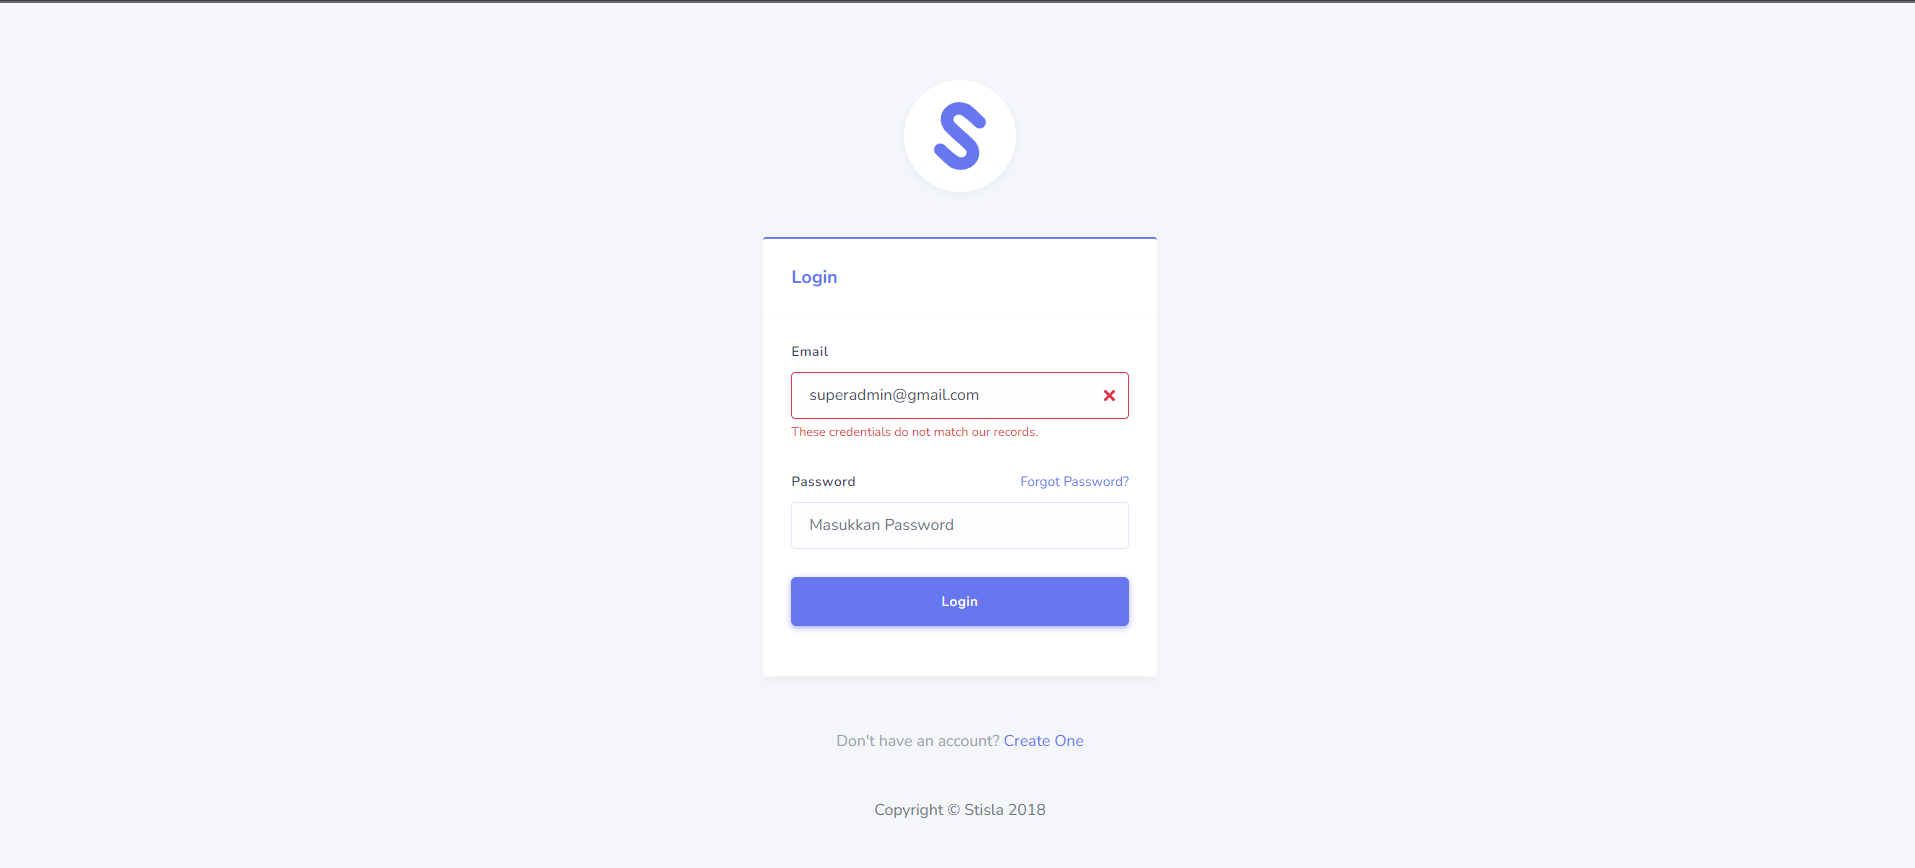 Login
Email
superadmin@gmail.com
These credentials do not match our records.
Password Forgot Password?
Masukkan Password
Login
Don't have an account? Create One
Copyright © Stisla 2018